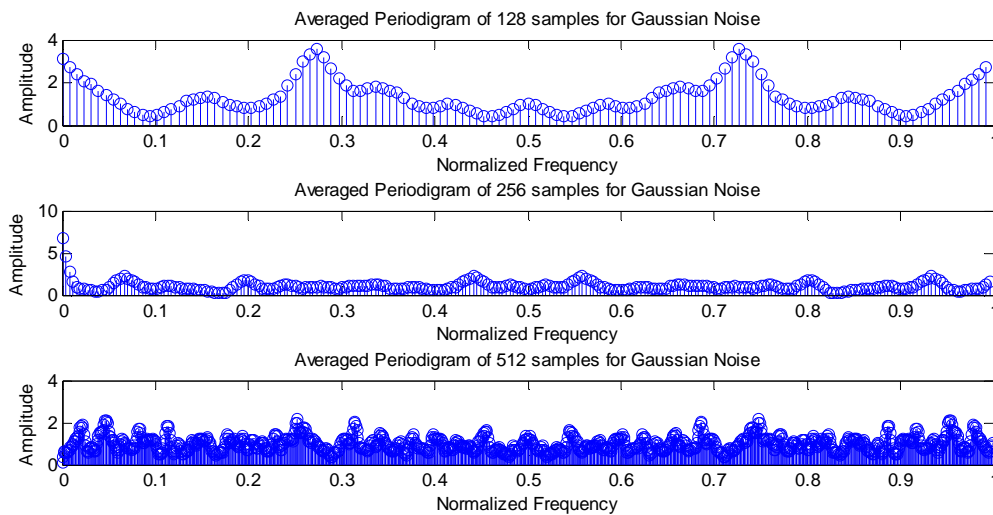 Averaged Periodigram of 128 samples for Gaussian Noise
4
2
0
Amplitude
0 0.1 0.2 0.3 0.4 0.5 0.6 0.7 0.8 0.9 1
Normalized Frequency
Averaged Periodigram of 256 samples for Gaussian Noise
10
5
0
Amplitude
0 0.1 0.2 0.3 0.4 0.5 0.6 0.7 0.8 0.9 1
Normalized Frequency
Averaged Periodigram of 512 samples for Gaussian Noise
4
2
0
Amplitude
0 0.1 0.2 0.3 0.4 0.5 0.6 0.7 0.8 0.9 1
Normalized Frequency